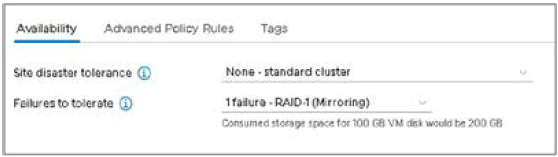 Availability Advanced Policy Rules Tags
Site disaster tolerance None - standard cluster
Failures to tolerate 1 failure - RAID-1 (Mirroring)
Consumed storage space for 100 GB VM disk would be 200 GB